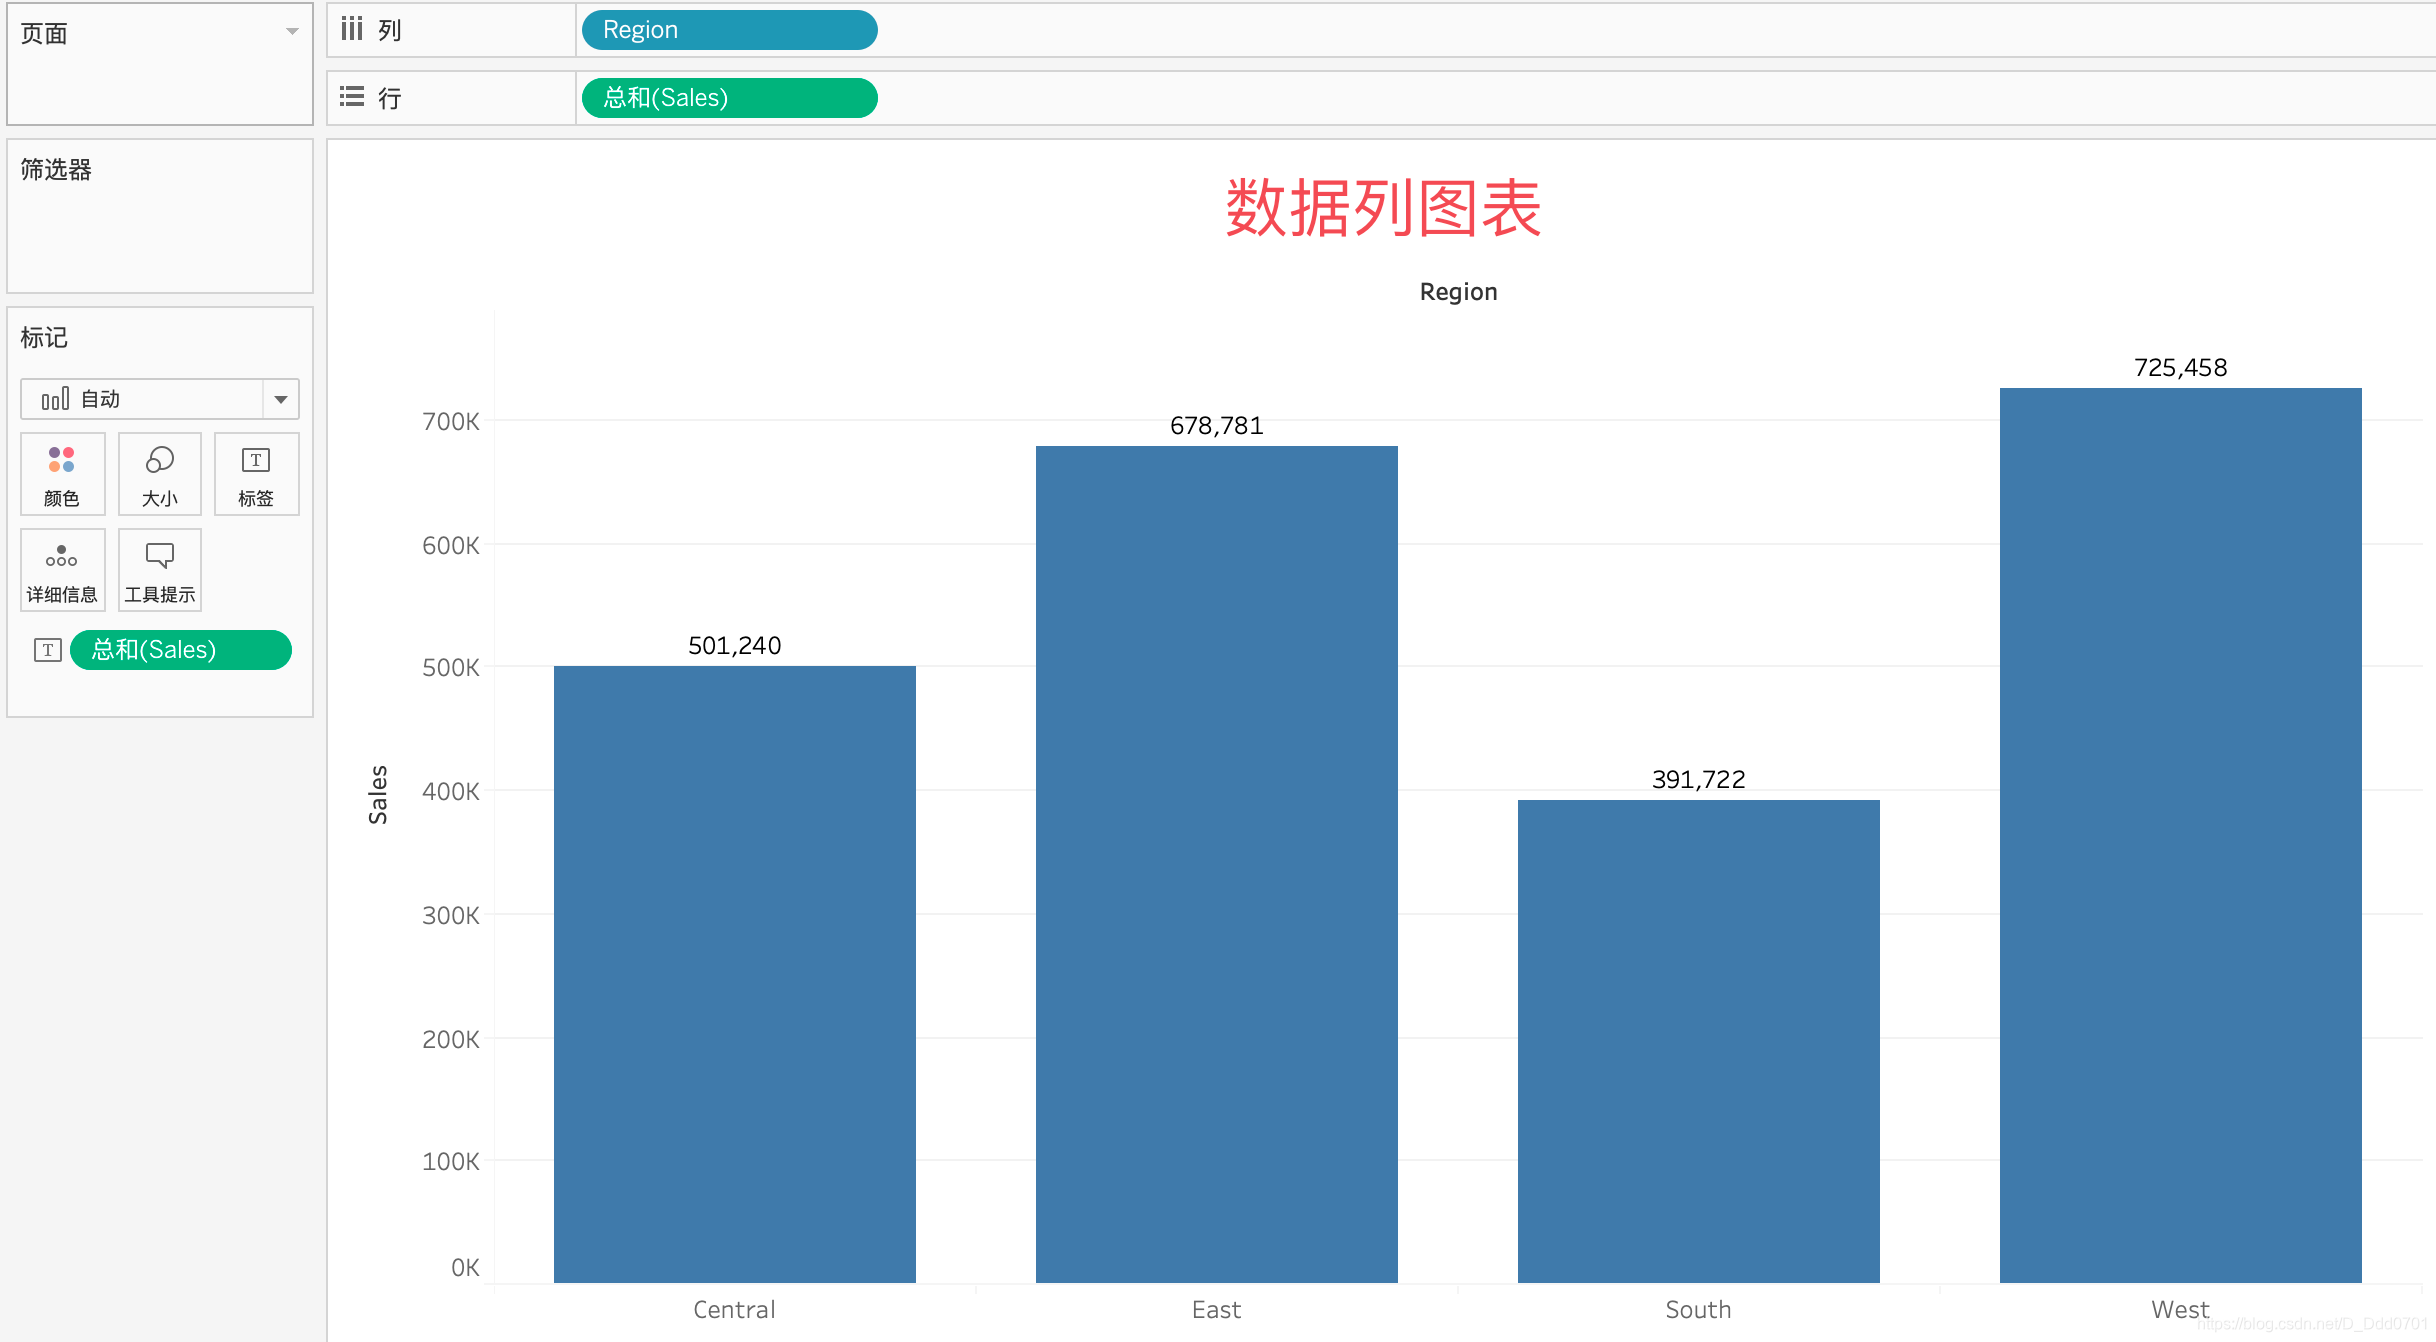 页面
列
Region
行
总和(Sales)
筛选器
标记
自动
颜色
大小
标签
详细信息
工具提示
总和(Sales)
数据列图表
Region
725,458
678,781
501,240
391,722
Sales
700K
600K
500K
400K
300K
200K
100K
0K
Central
East
South
West
https://blog.csdn.net/D_Ddd0701